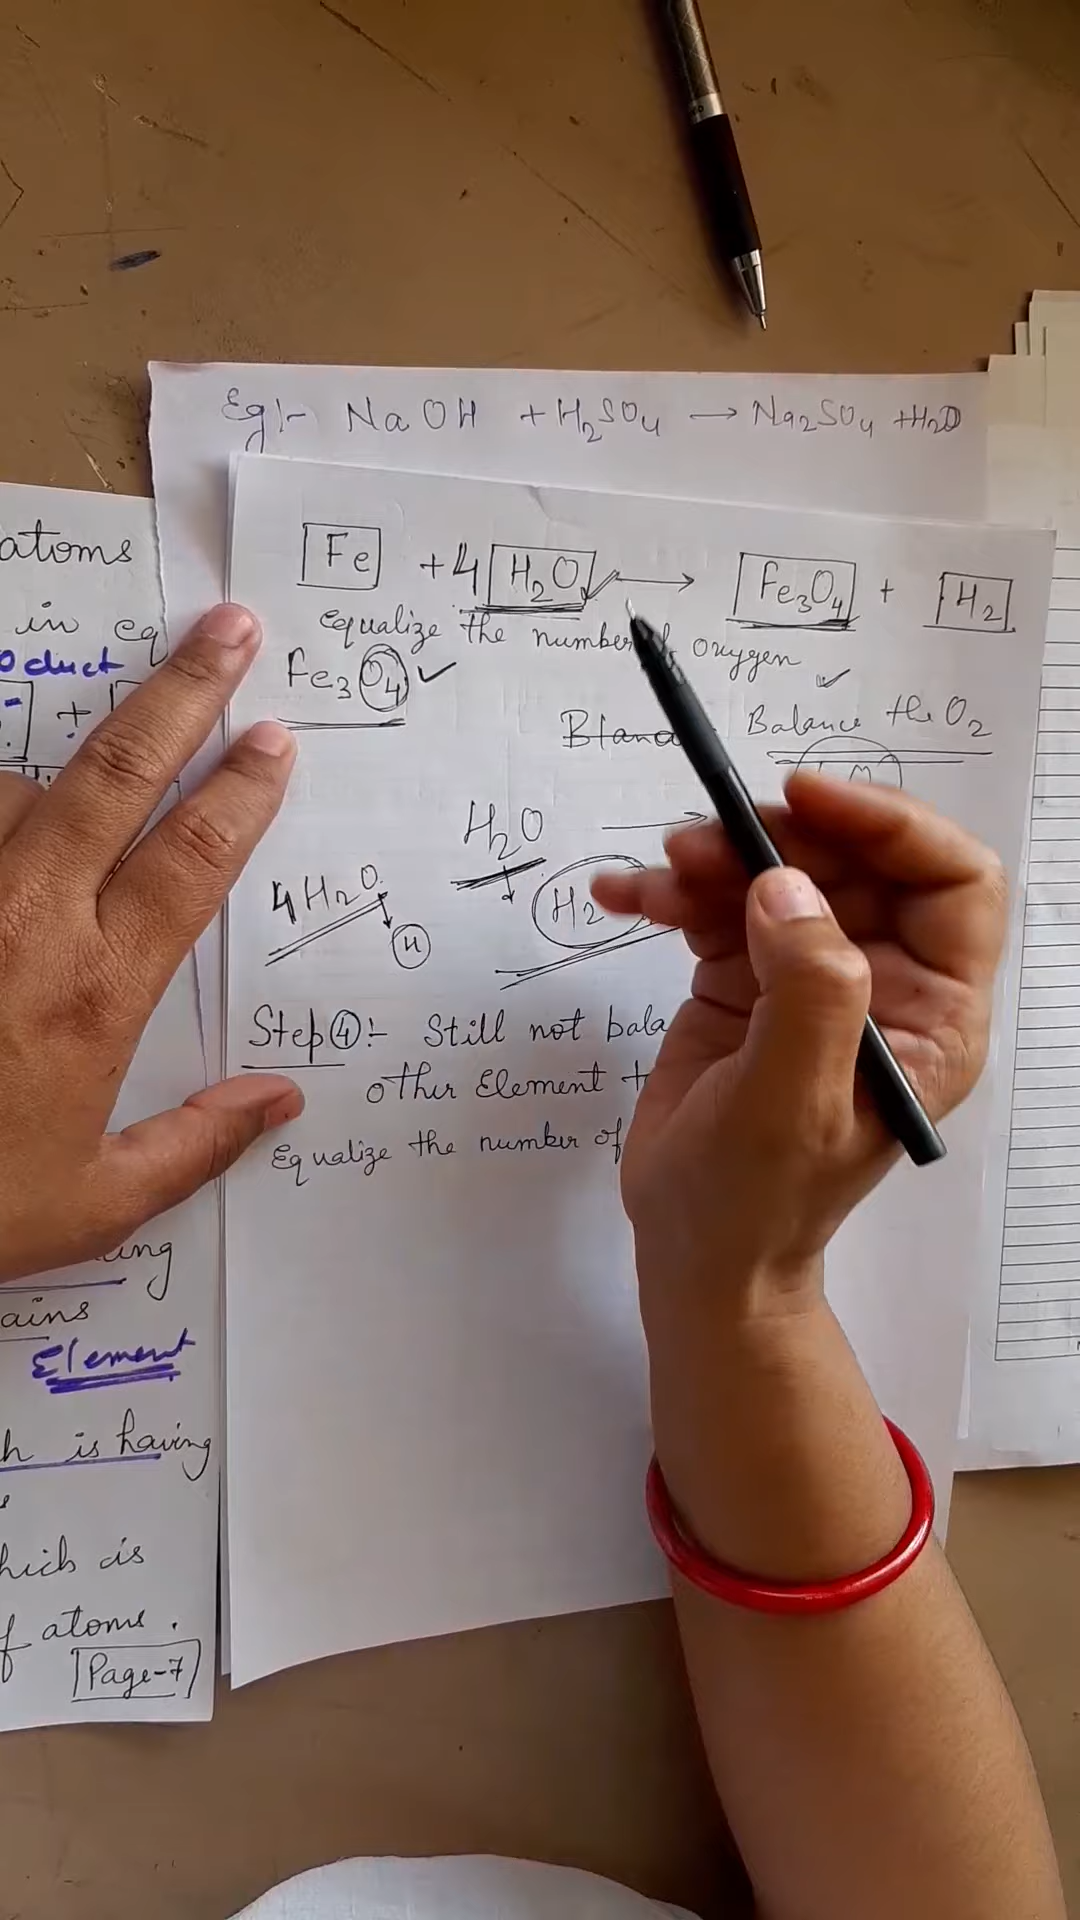 Eg:- NaOH + H2SO4 → Na2SO4 + H2O
Fe + 4 H2O → Fe3O4 + H2
Equalize the number of oxygen
Fe3O4 ✓
Balance the O2
H2O →
4H2O
H2
H
Step ④:- Still not
other Element
Equalize the number of
atoms
in eq
oduct
+
ains
Element
h is having
hich is
f atoms.
Page-7